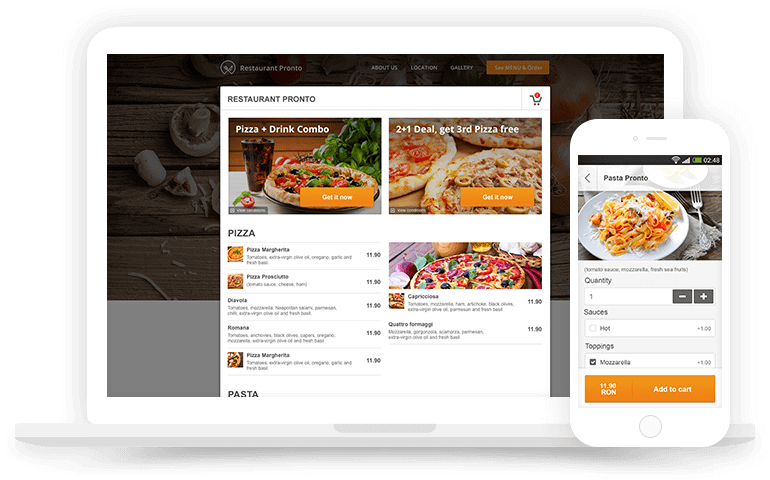 Restaurant Pronto
ABOUT US
LOCATION
GALLERY
See MENU & Order
RESTAURANT PRONTO
Pizza + Drink Combo
Get it now
View conditions
2+1 Deal, get 3rd Pizza free
Get it now
View conditions
PIZZA
Pizza Margherita
11.90
Tomatoes, extra-virgin olive oil, oregano, garlic and
fresh basil.
Pizza Prosciutto
11.90
(tomato sauce, cheese, ham)
Diavola
11.90
Tomatoes, mozzarella, Neapolitan salami, parmesan,
chilli, extra-virgin olive oil and fresh basil
Romana
11.90
Tomatoes, anchovies, black olives, capers, oregano,
mozzarella, extra-virgin olive oil and fresh basil
Pizza Margherita
11.90
Tomatoes, extra-virgin olive oil, oregano, garlic and
fresh basil.
Capricciosa
11.90
Tomatoes, mozzarella, ham, artichoke, black olives,
extra-virgin olive oil, parmesan and fresh basil
Quattro formaggi
11.90
Mozzarella, gorgonzola, scamarza, parmesan,
extra-virgin olive oil and fresh basil
PASTA
02:48
Pasta Pronto
(tomato sauce, mozzarella, fresh sea fruits)
Quantity
1
Sauces
Hot
+1.00
Toppings
Mozzarella
+1.00
11.90
RON
Add to cart